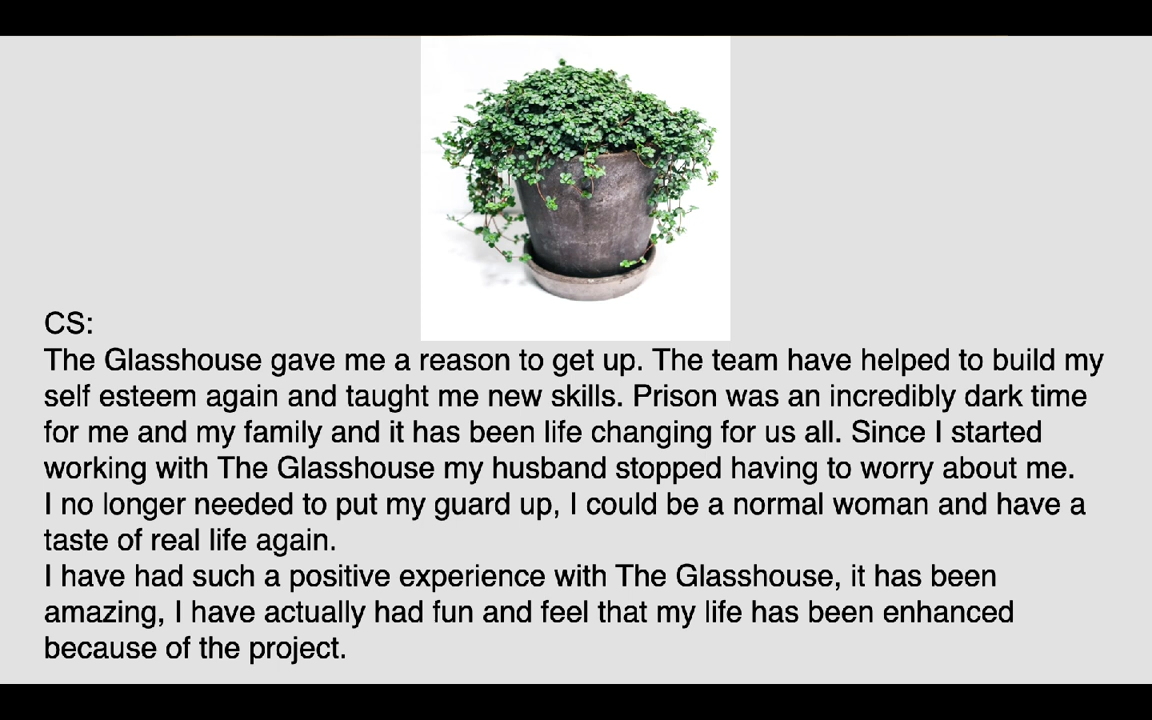 CS:
The Glasshouse gave me a reason to get up. The team have helped to build my
self esteem again and taught me new skills. Prison was an incredibly dark time
for me and my family and it has been life changing for us all. Since I started
working with The Glasshouse my husband stopped having to worry about me.
I no longer needed to put my guard up, I could be a normal woman and have a
taste of real life again.
I have had such a positive experience with The Glasshouse, it has been
amazing, I have actually had fun and feel that my life has been enhanced
because of the project.